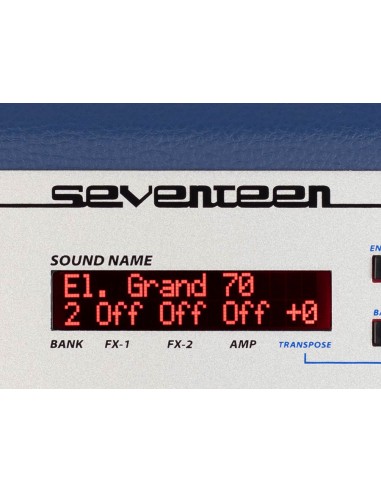 seventeen
SOUND NAME
El. Grand 70
2 Off Off Off +0
BANK FX-1 FX-2 AMP TRANSPOSE